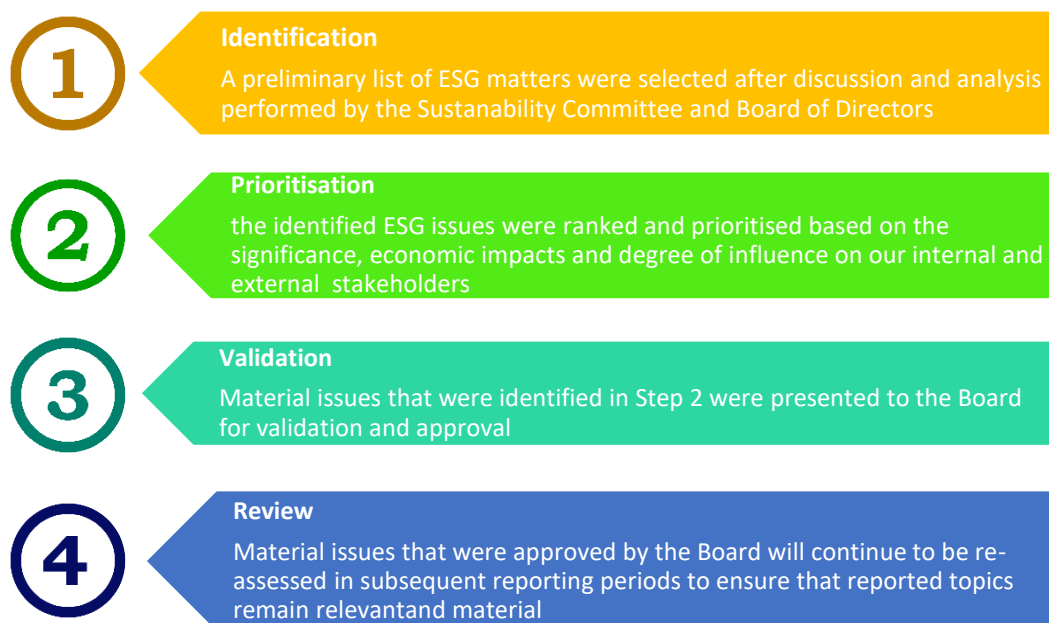 1
Identification
A preliminary list of ESG matters were selected after discussion and analysis
performed by the Sustanability Committee and Board of Directors
2
Prioritisation
the identified ESG issues were ranked and prioritised based on the
significance, economic impacts and degree of influence on our internal and
external stakeholders
3
Validation
Material issues that were identified in Step 2 were presented to the Board
for validation and approval
4
Review
Material issues that were approved by the Board will continue to be re-
assessed in subsequent reporting periods to ensure that reported topics
remain relevantand material